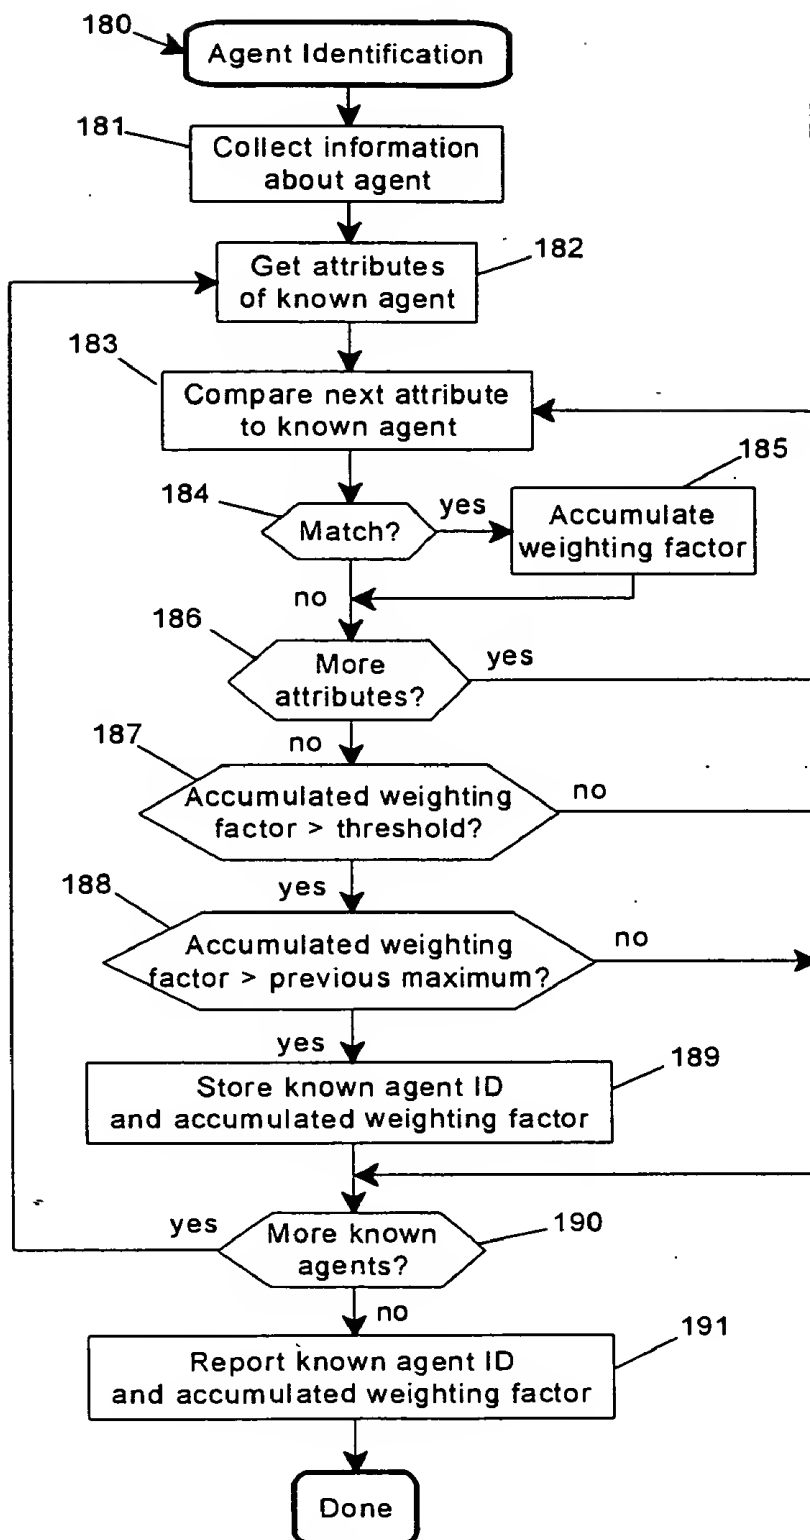 180
Agent Identification
181
Collect information
about agent
182
Get attributes
of known agent
183
Compare next attribute
to known agent
185
184
Match?
yes
Accumulate
weighting factor
no
186
More
attributes?
yes
187
no
Accumulated weighting
factor > threshold?
no
188
yes
Accumulated weighting
factor > previous maximum?
no
yes
189
Store known agent ID
and accumulated weighting factor
yes
More known
agents?
190
no
191
Report known agent ID
and accumulated weighting factor
Done